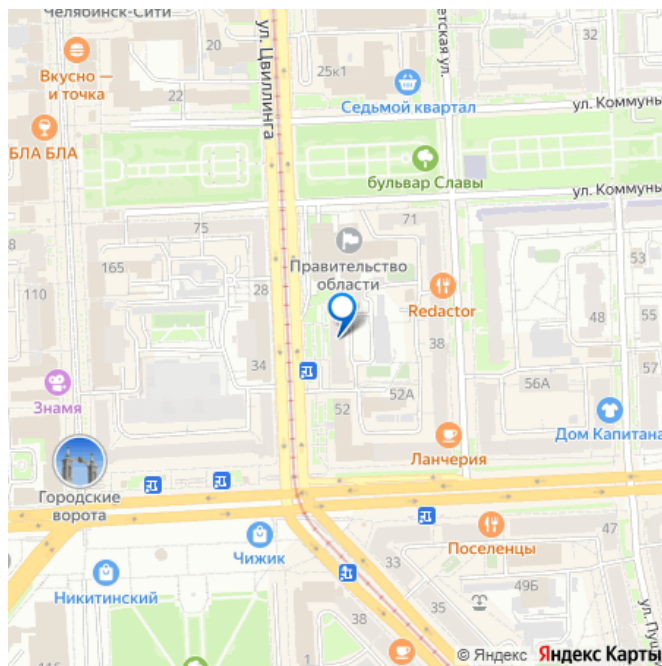 Челябинск-Сити
20
32
Вкусно —
и точка
22
ул. Цвиллинга
25к1
Седьмой квартал
ул. Коммуны
БЛА БЛА
бульвар Славы
ул. Коммуны
75
71
165
Правительство
области
110
28
Redactor
55
48
38
57
34
Знамя
52
52А
56А
Дом Капитана
Ланчерия
Городские
ворота
Чижик
Поселенцы
47
33
Никитинский
49Б
35
38
1Б
© Яндекс Яндекс Карты